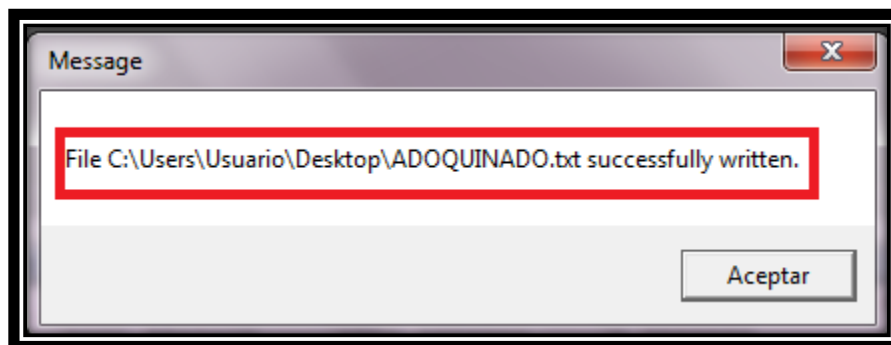 Message
File C:\Users\Usuario\Desktop\ADOQUINADO.txt successfully written.
Aceptar